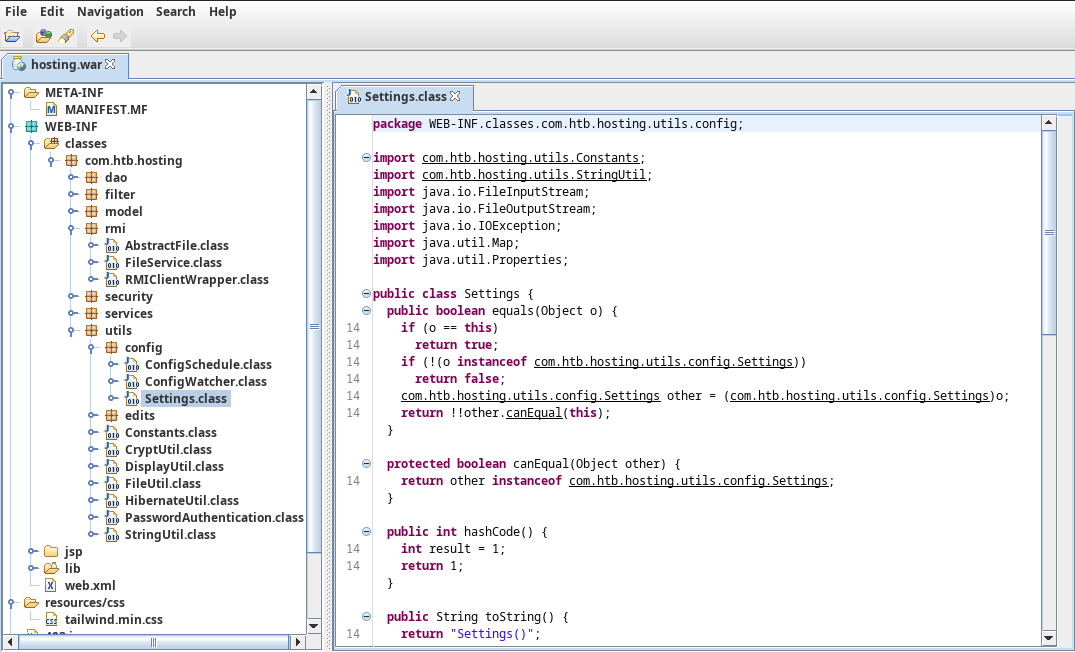 File Edit Navigation Search Help
hosting.war
META-INF
MANIFEST.MF
WEB-INF
classes
com.htb.hosting
dao
filter
model
rmi
AbstractFile.class
FileService.class
RMIClientWrapper.class
security
services
utils
config
ConfigSchedule.class
ConfigWatcher.class
Settings.class
edits
Constants.class
CryptUtil.class
DisplayUtil.class
FileUtil.class
HibernateUtil.class
PasswordAuthentication.class
StringUtil.class
jsp
lib
web.xml
resources/css
tailwind.min.css
Settings.class
package WEB-INF.classes.com.htb.hosting.utils.config;
import com.htb.hosting.utils.Constants;
import com.htb.hosting.utils.StringUtil;
import java.io.FileInputStream;
import java.io.FileOutputStream;
import java.io.IOException;
import java.util.Map;
import java.util.Properties;
public class Settings {
public boolean equals(Object o) {
14 if (o == this)
14 return true;
14 if (!(o instanceof com.htb.hosting.utils.config.Settings))
14 return false;
14 com.htb.hosting.utils.config.Settings other = (com.htb.hosting.utils.config.Settings)o;
14 return !!other.canEqual(this);
}
protected boolean canEqual(Object other) {
14 return other instanceof com.htb.hosting.utils.config.Settings;
}
public int hashCode() {
14 int result = 1;
14 return 1;
}
public String toString() {
14 return "Settings()";